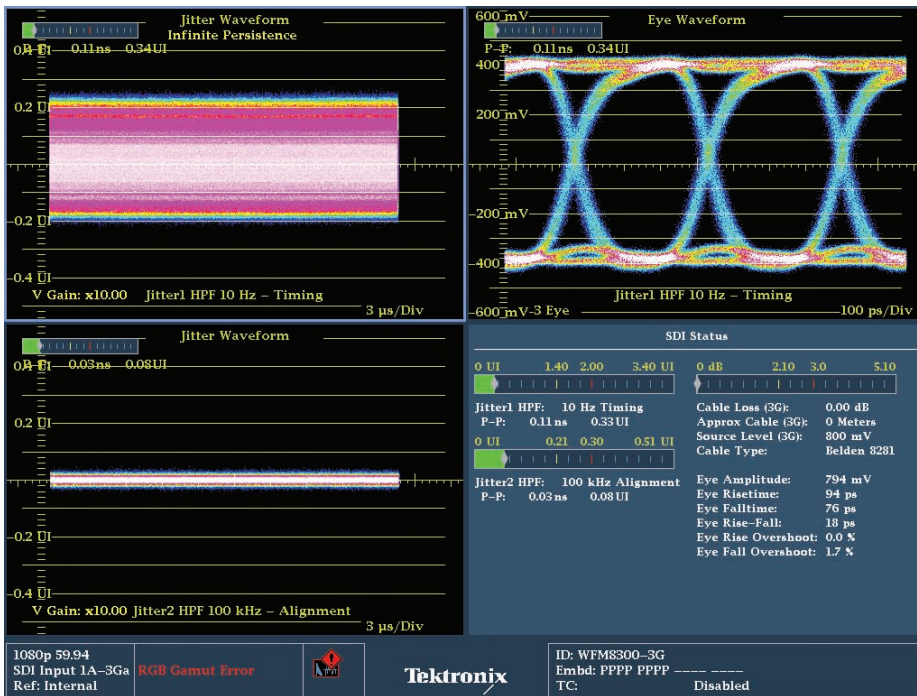 Jitter Waveform
Infinite Persistence
0.4 UI
P-P: 0.11ns 0.34UI
0.2 UI
-0.2 UI
-0.4 UI
V Gain: x10.00 Jitter1 HPF 10 Hz – Timing
3 µs/Div
600 mV
Eye Waveform
P-P: 0.11ns 0.34UI
400
200 mV
-200 mV
-400 mV
-600 mV-3 Eye
Jitter1 HPF 10 Hz – Timing
100 ps/Div
Jitter Waveform
0.4 UI
P-P: 0.03ns 0.08UI
0.2 UI
-0.2 UI
-0.4 UI
V Gain: x10.00 Jitter2 HPF 100 kHz – Alignment
3 µs/Div
SDI Status
0 UI 1.40 2.00 3.40 UI
Jitter1 HPF: 10 Hz Timing
P-P: 0.11 ns 0.33 UI
0 UI 0.21 0.30 0.51 UI
Jitter2 HPF: 100 kHz Alignment
P-P: 0.03 ns 0.08 UI
0 dB 2.10 3.0 5.10
Cable Loss (3G): 0.00 dB
Approx Cable (3G): 0 Meters
Source Level (3G): 800 mV
Cable Type: Belden 8281
Eye Amplitude: 794 mV
Eye Risetime: 94 ps
Eye Falltime: 76 ps
Eye Rise-Fall: 18 ps
Eye Rise Overshoot: 0.0 %
Eye Fall Overshoot: 1.7 %
1080p 59.94
SDI Input 1A-3Ga
Ref: Internal
RGB Gamut Error
Tektronix
ID: WFM8300-3G
Embd: PPPP PPPP ---- ----
TC: Disabled